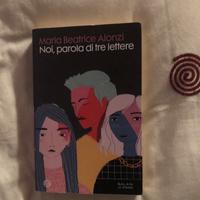 Maria Beatrice Alonzi
Noi, parola di tre lettere